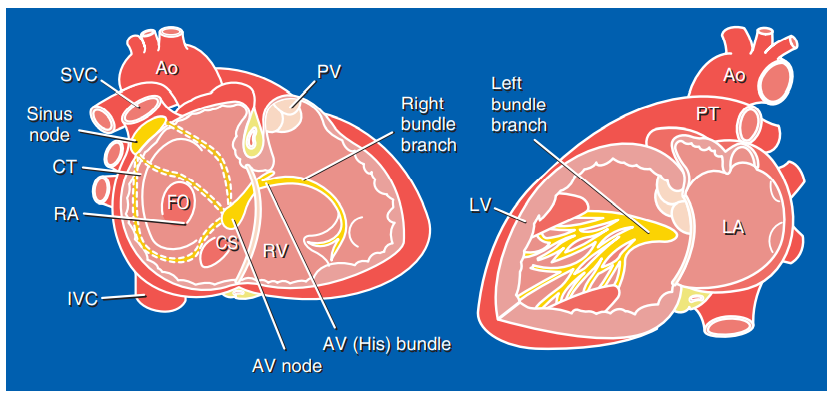 SVC
Ao
PV
Sinus
node
Right
bundle
branch
CT
RA
FO
CS
RV
IVC
AV (His) bundle
AV node
Left
bundle
branch
Ao
PT
LV
LA